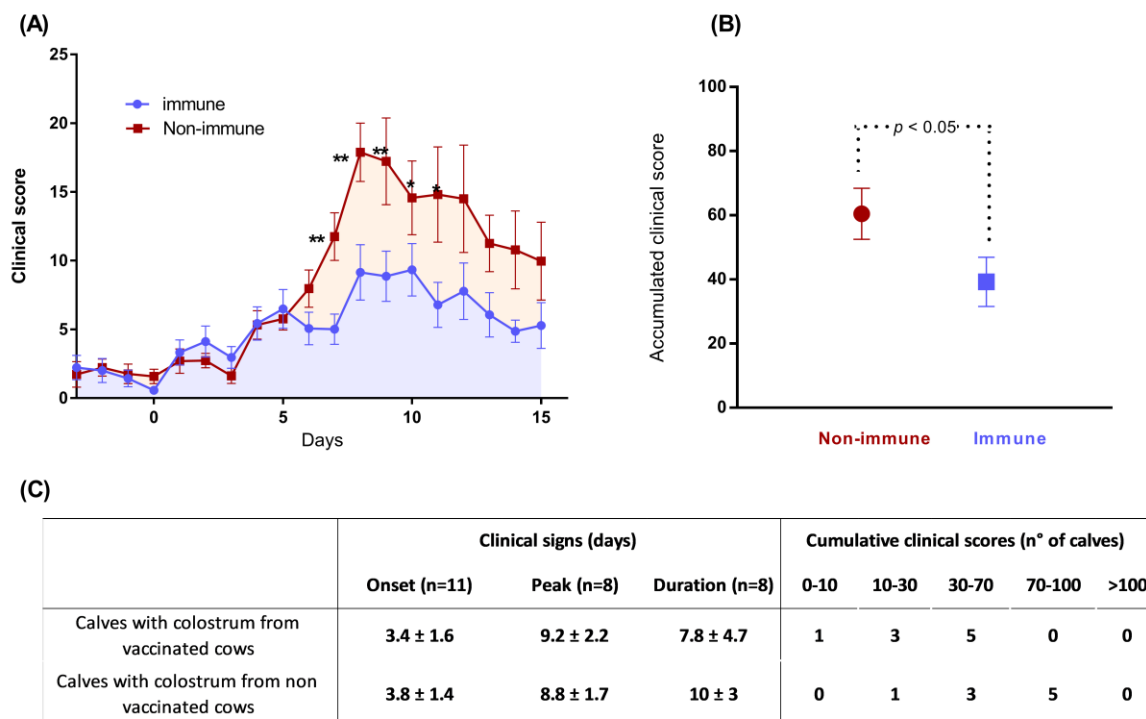 (A)
25
20
15
10
5
0
Clinical score
immune
Non-immune
**
**
**
*
*
0
5
10
15
Days
(B)
100
80
60
40
20
0
Accumulated clinical score
p < 0.05
Non-immune
Immune
(C)
Clinical signs (days)
Cumulative clinical scores (n° of calves)
Onset (n=11) Peak (n=8) Duration (n=8) 0-10 10-30 30-70 70-100 >100
Calves with colostrum from
vaccinated cows
3.4 ± 1.6 9.2 ± 2.2 7.8 ± 4.7 1 3 5 0 0
Calves with colostrum from non
vaccinated cows
3.8 ± 1.4 8.8 ± 1.7 10 ± 3 0 1 3 5 0